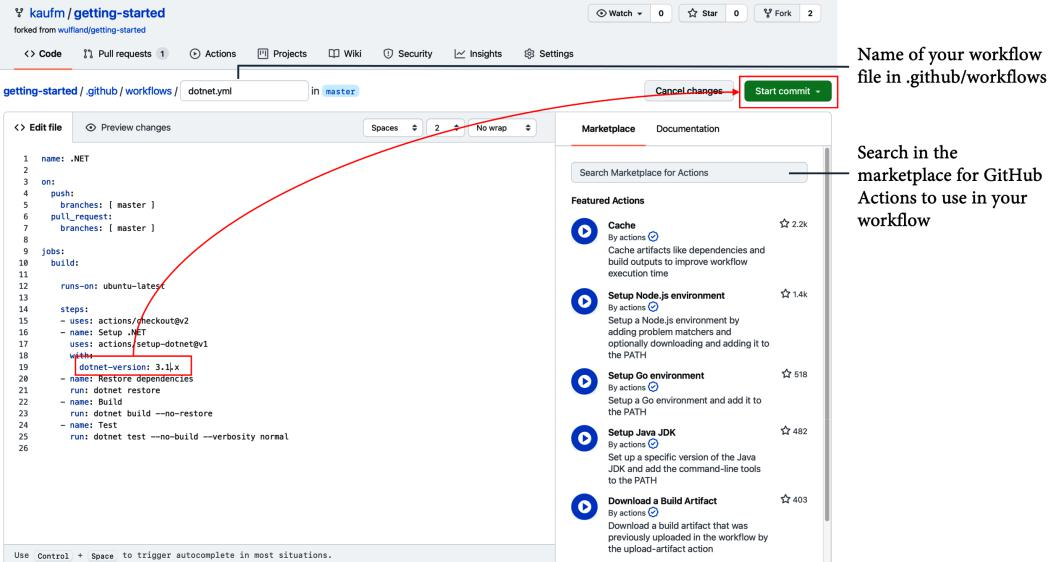 kaufm / getting-started
forked from wulfland/getting-started
Watch 0 Star 0 Fork 2
Code Pull requests 1 Actions Projects Wiki Security Insights Settings
getting-started / .github / workflows / dotnet.yml in master
Cancel changes Start commit
Name of your workflow
file in .github/workflows
<> Edit file Preview changes Spaces 2 No wrap
1 name: .NET
2
3 on:
4 push:
5 branches: [ master ]
6 pull_request:
7 branches: [ master ]
8
9 jobs:
10 build:
11
12 runs-on: ubuntu-latest
13
14 steps:
15 - uses: actions/checkout@v2
16 - name: Setup .NET
17 uses: actions/setup-dotnet@v1
18 with:
19 dotnet-version: 3.1.x
20 - name: Restore dependencies
21 run: dotnet restore
22 - name: Build
23 run: dotnet build --no-restore
24 - name: Test
25 run: dotnet test --no-build --verbosity normal
26
Use Control + Space to trigger autocomplete in most situations.
Marketplace Documentation
Search Marketplace for Actions
Featured Actions
Cache 2.2k
By actions
Cache artifacts like dependencies and
build outputs to improve workflow
execution time
Setup Node.js environment 1.4k
By actions
Setup a Node.js environment by
adding problem matchers and
optionally downloading and adding it to
the PATH
Setup Go environment 518
By actions
Setup a Go environment and add it to
the PATH
Setup Java JDK 482
By actions
Set up a specific version of the Java
JDK and add the command-line tools
to the PATH
Download a Build Artifact 403
By actions
Download a build artifact that was
previously uploaded in the workflow by
the upload-artifact action
Search in the
marketplace for GitHub
Actions to use in your
workflow